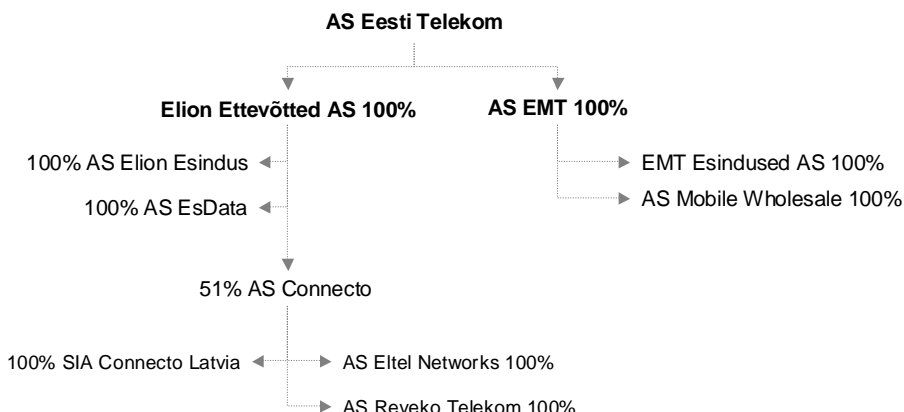 AS Eesti Telekom
Elion Ettevõtted AS 100%
AS EMT 100%
100% AS Elion Esindus
EMT Esindused AS 100%
100% AS EsData
AS Mobile Wholesale 100%
51% AS Connecto
100% SIA Connecto Latvia
AS Eltel Networks 100%
AS Reveko Telekom 100%